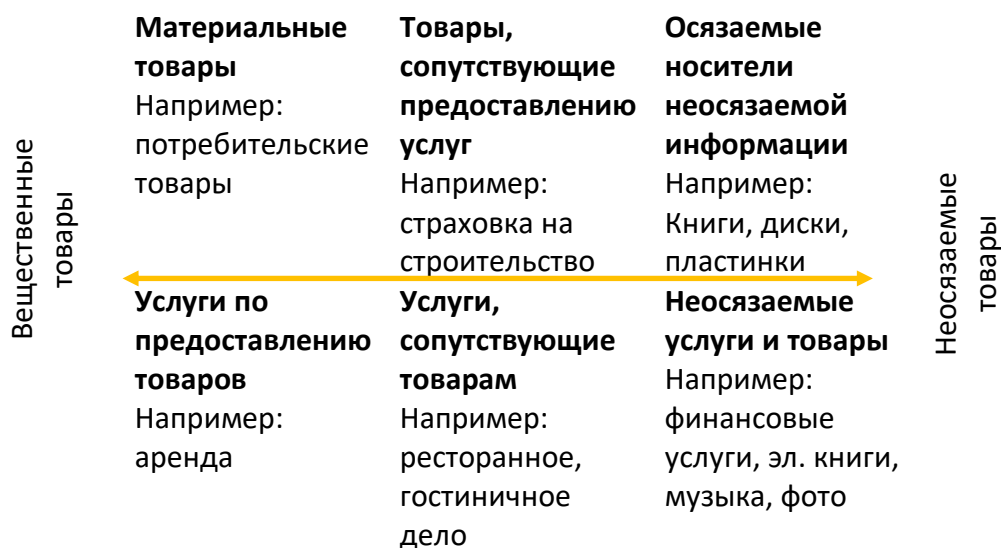 Вещественные
товары
Материальные
товары
Например:
потребительские
товары
Товары,
сопутствующие
предоставлению
услуг
Например:
страховка на
строительство
Осязаемые
носители
неосязаемой
информации
Например:
Книги, диски,
пластинки
Услуги по
предоставлению
товаров
Например:
аренда
Услуги,
сопутствующие
товарам
Например:
ресторанное,
гостиничное
дело
Неосязаемые
услуги и товары
Например:
финансовые
услуги, эл. книги,
музыка, фото
Неосязаемые
товары